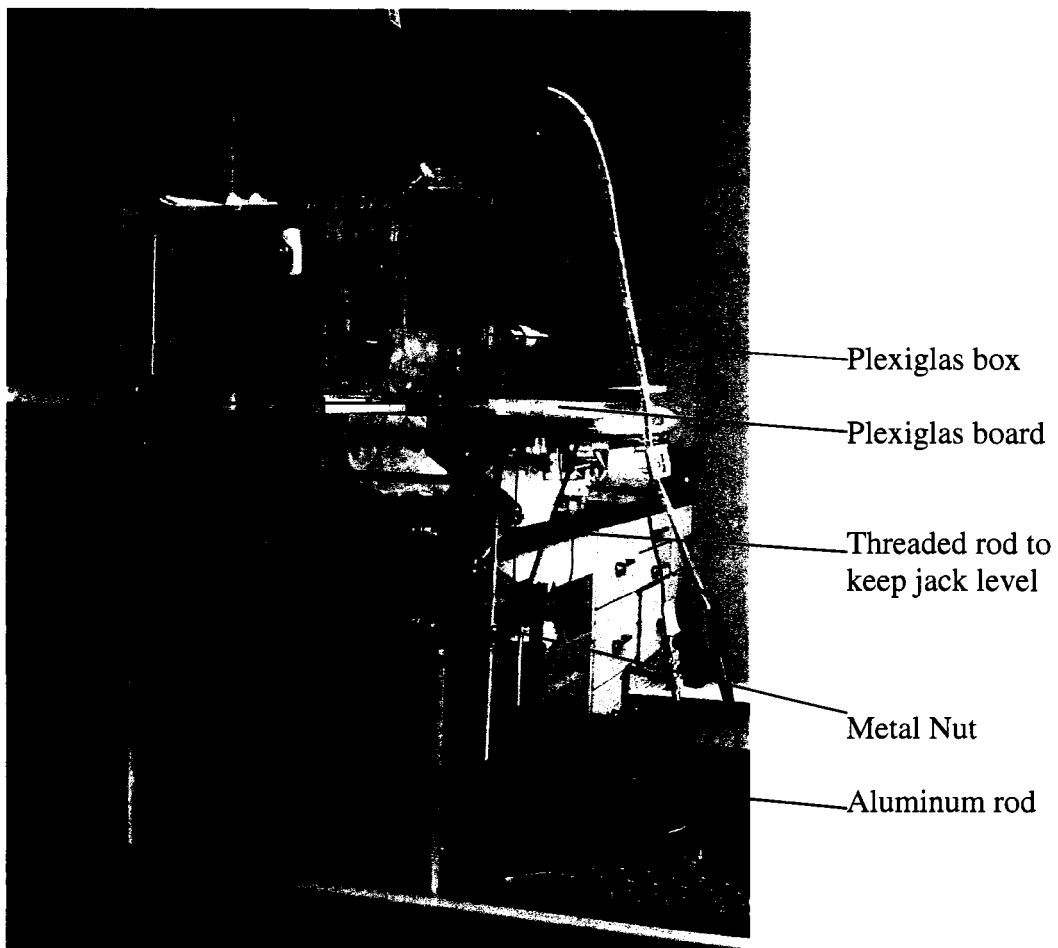 Plexiglas box
Plexiglas board
Threaded rod to
keep jack level
Metal Nut
Aluminum rod